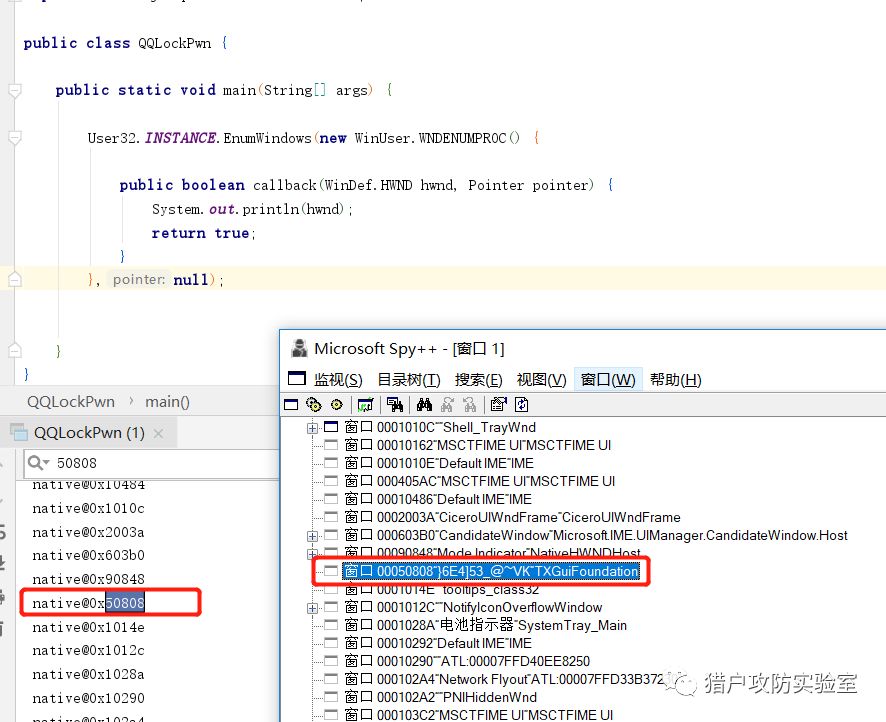 public class QQLockPwn {
public static void main(String[] args) {
User32.INSTANCE.EnumWindows(new WinUser.WNDENUMPROC() {
public boolean callback(WinDef.HWND hwnd, Pointer pointer) {
System.out.println(hwnd);
return true;
}
}, pointer: null);
}
}
QQLockPwn › main()
QQLockPwn (1) ×
50808
native@0x10484
native@0x1010c
native@0x2003a
native@0x603b0
native@0x90848
native@0x50808
native@0x1014e
native@0x1012c
native@0x1028a
native@0x10290
native@0x102a4
Microsoft Spy++ - [窗口 1]
监视(S) 目录树(T) 搜索(E) 视图(V) 窗口(W) 帮助(H)
窗口 0001010C""Shell_TrayWnd
窗口 00010162"MSCTFIME UI"MSCTFIME UI
窗口 0001010E"Default IME"IME
窗口 000405AC"MSCTFIME UI"MSCTFIME UI
窗口 00010486"Default IME"IME
窗口 0002003A"CiceroUIWndFrame"CiceroUIWndFrame
窗口 000603B0"CandidateWindow"Microsoft.IME.UIManager.CandidateWindow.Host
窗口 00090848"Mode Indicator"NativeHWNDHost
窗口 00050808"}6E4]53_@~^VK"TXGuiFoundation
窗口 0001014E""tooltips_class32
窗口 0001012C""NotifyIconOverflowWindow
窗口 0001028A"电池指示器"SystemTray_Main
窗口 00010292"Default IME"IME
窗口 00010290""ATL:00007FFD40EE8250
窗口 000102A4"Network Flyout"ATL:00007FFD33B372
窗口 000102A2""PNIHiddenWnd
窗口 000103C2"MSCTFIME UI"MSCTFIME UI
猎户攻防实验室